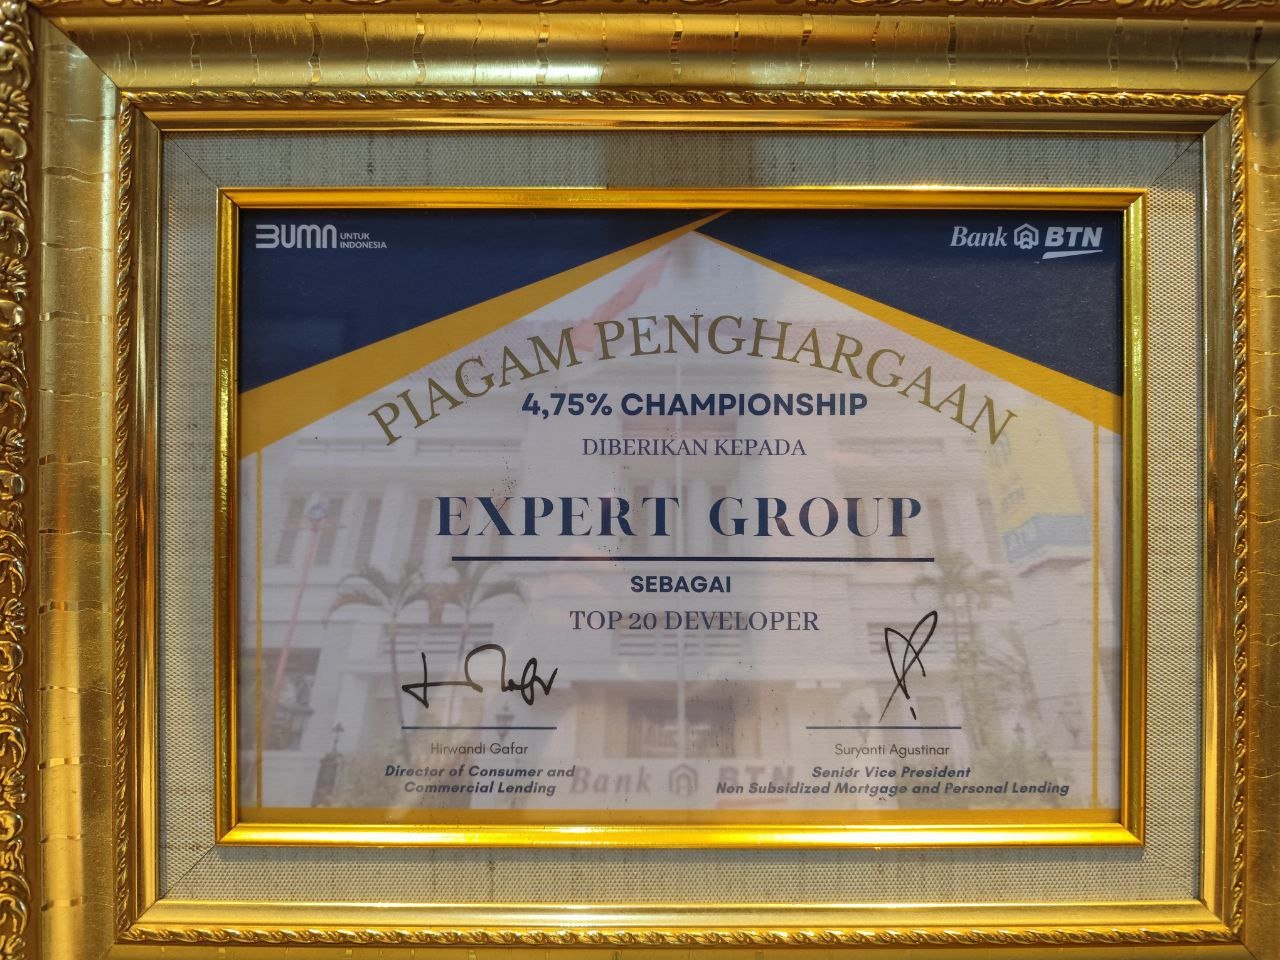 BUMN UNTUK INDONESIA
Bank BTN
PIAGAM PENGHARGAAN
4,75% CHAMPIONSHIP
DIBERIKAN KEPADA
EXPERT GROUP
SEBAGAI
TOP 20 DEVELOPER
Hirwandi Gafar
Director of Consumer and
Commercial Lending
Suryanti Agustinar
Senior Vice President
Non Subsidized Mortgage and Personal Lending
Bank BTN